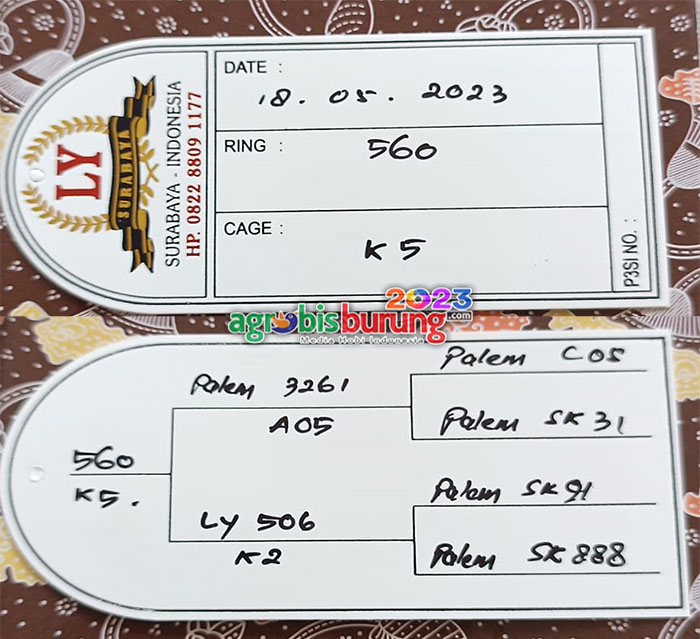 LY
SURABAYA
SURABAYA - INDONESIA
HP. 0822 8809 1177
DATE :
18. 05. 2023
RING :
560
CAGE :
K 5
P3SI NO. :
2023
agrobisburung.com
Media Hobi Indonesia
Palem C05
Palem 3261
A05
Palem SK 31
560
K5.
Palem SK 91
LY 506
K2
Palem SK 888